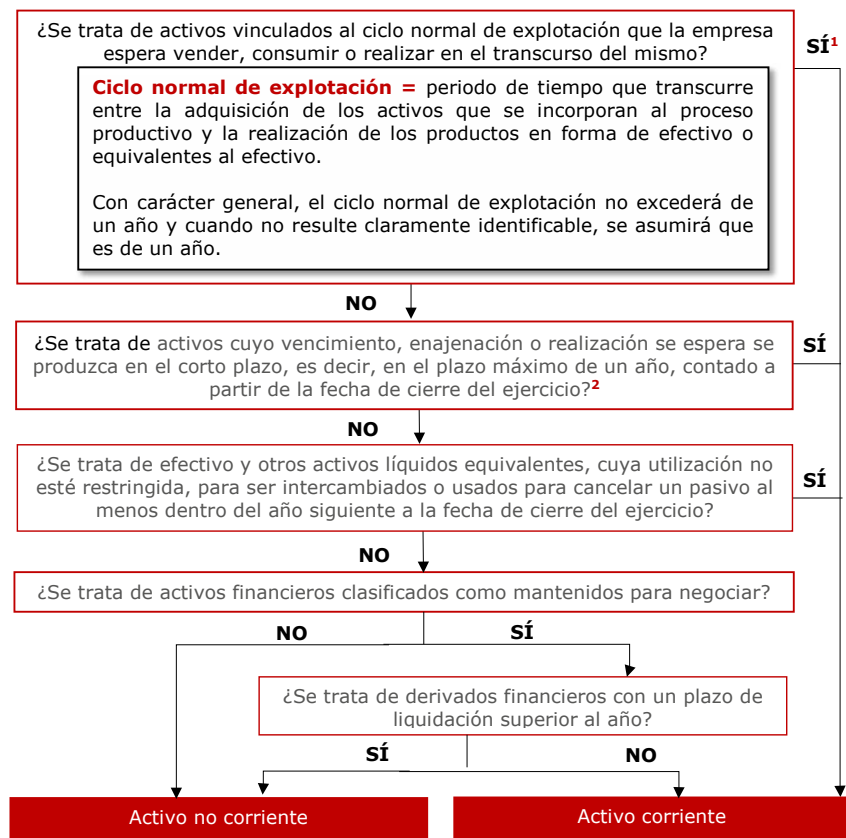 ¿Se trata de activos vinculados al ciclo normal de explotación que la empresa
espera vender, consumir o realizar en el transcurso del mismo?
SÍ¹
Ciclo normal de explotación = periodo de tiempo que transcurre
entre la adquisición de los activos que se incorporan al proceso
productivo y la realización de los productos en forma de efectivo o
equivalentes al efectivo.
Con carácter general, el ciclo normal de explotación no excederá de
un año y cuando no resulte claramente identificable, se asumirá que
es de un año.
NO
¿Se trata de activos cuyo vencimiento, enajenación o realización se espera se
produzca en el corto plazo, es decir, en el plazo máximo de un año, contado a
partir de la fecha de cierre del ejercicio?²
SÍ
NO
¿Se trata de efectivo y otros activos líquidos equivalentes, cuya utilización no
esté restringida, para ser intercambiados o usados para cancelar un pasivo al
menos dentro del año siguiente a la fecha de cierre del ejercicio?
SÍ
NO
¿Se trata de activos financieros clasificados como mantenidos para negociar?
NO
SÍ
¿Se trata de derivados financieros con un plazo de
liquidación superior al año?
SÍ
NO
Activo no corriente
Activo corriente